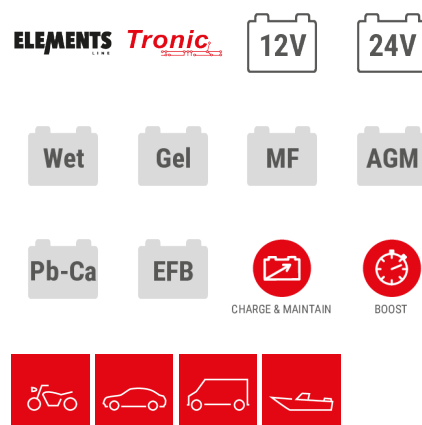 ELEMENTS
LINE
Tronic
12V
24V
Wet
Gel
MF
AGM
Pb-Ca
EFB
CHARGE & MAINTAIN
BOOST